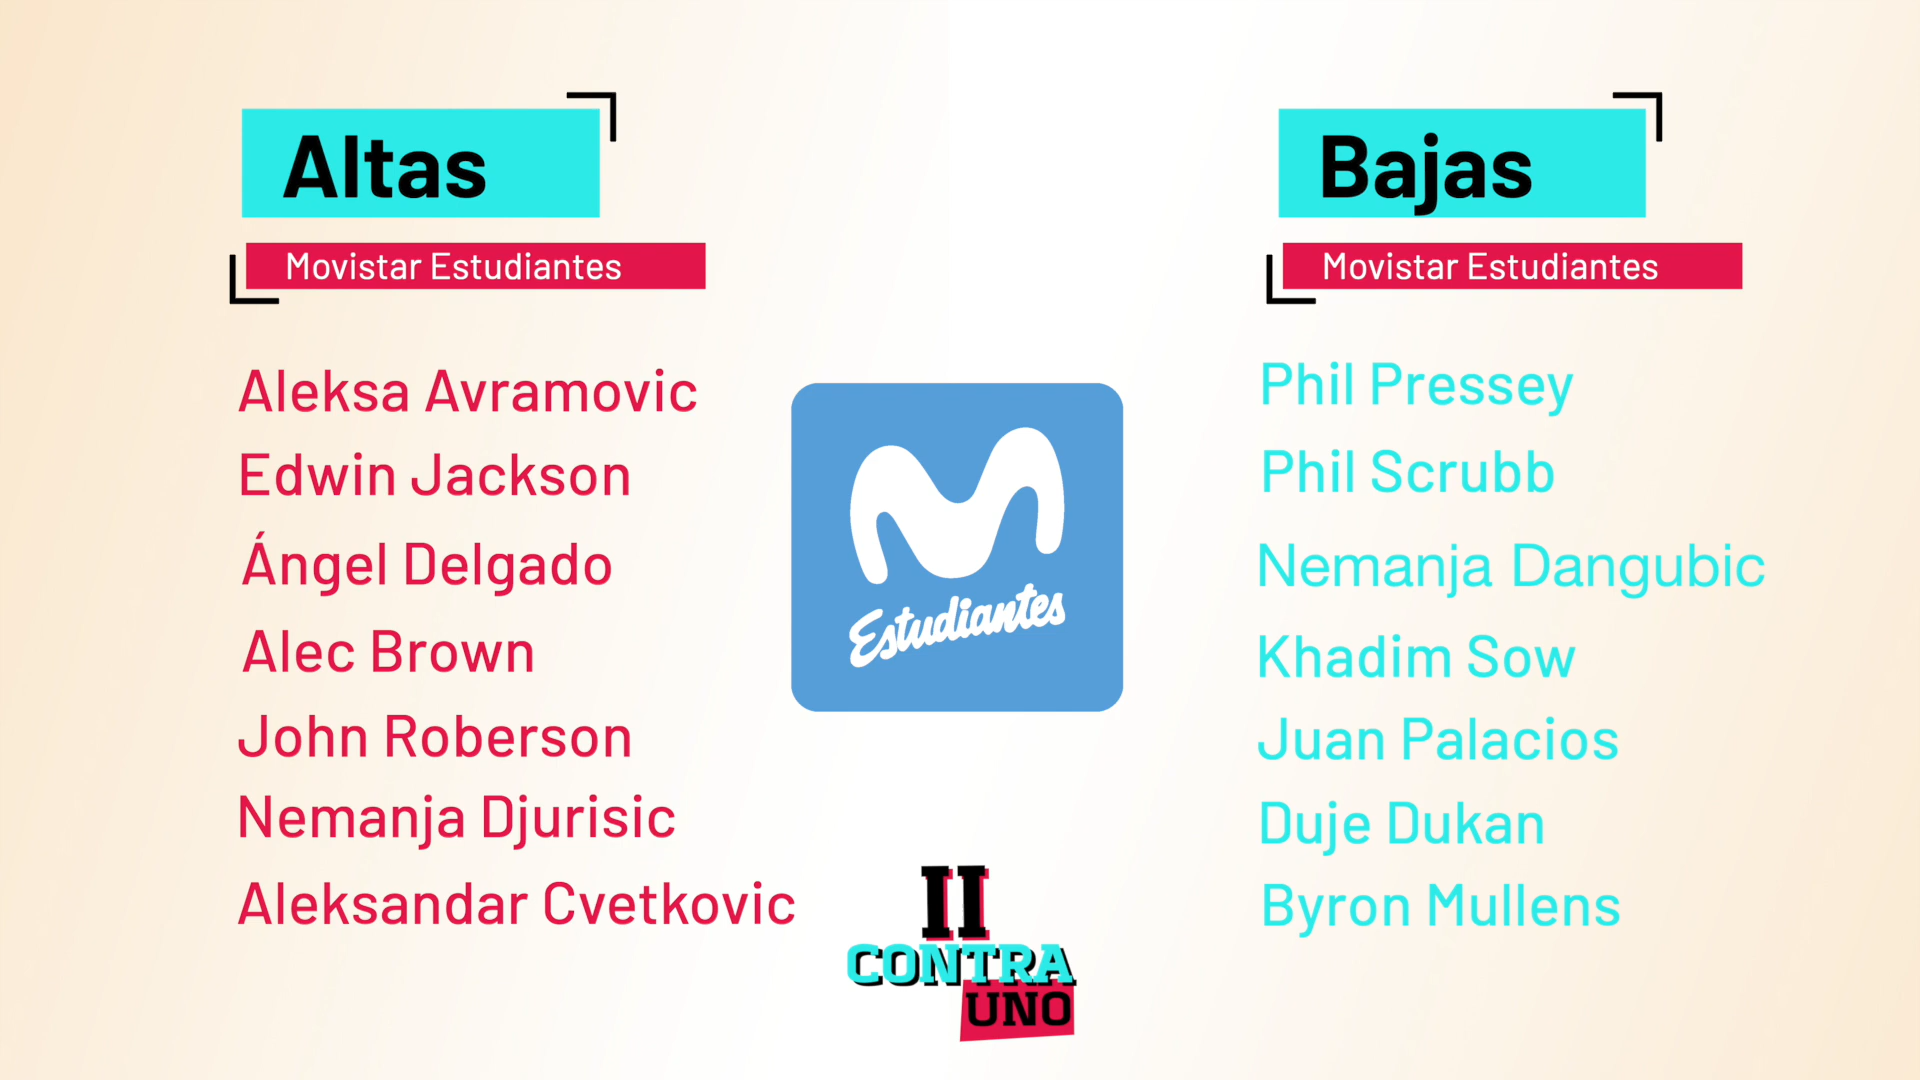 Altas
Movistar Estudiantes
Aleksa Avramovic
Edwin Jackson
Ángel Delgado
Alec Brown
John Roberson
Nemanja Djurisic
Aleksandar Cvetkovic
Estudiantes
II
CONTRA
UNO
Bajas
Movistar Estudiantes
Phil Pressey
Phil Scrubb
Nemanja Dangubic
Khadim Sow
Juan Palacios
Duje Dukan
Byron Mullens